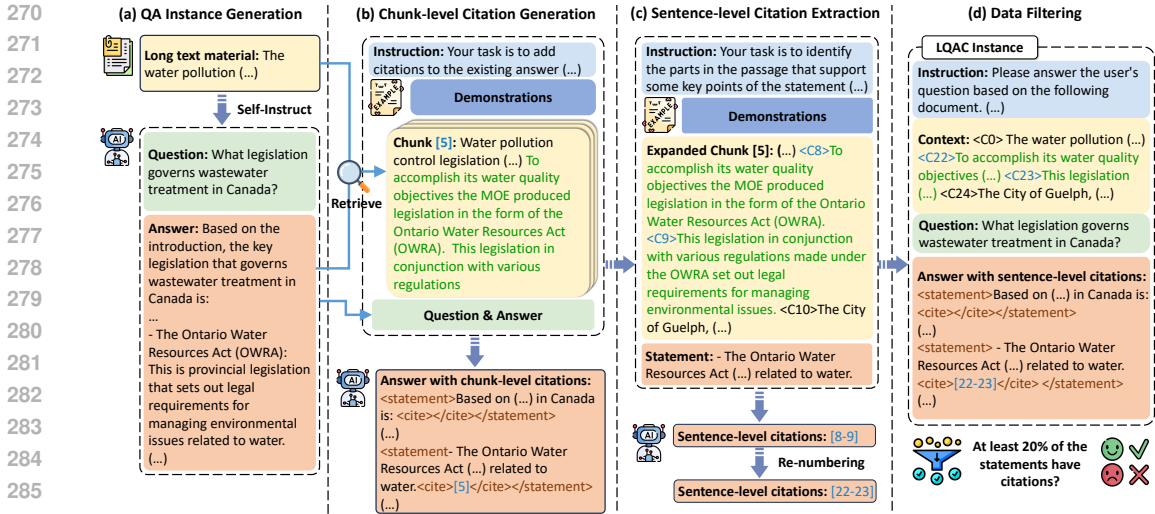 270
271
272
273
274
275
276
277
278
279
280
281
282
283
284
285
(a) QA Instance Generation
Long text material: The
water pollution (...)
Self-Instruct
AI
Question: What legislation
governs wastewater
treatment in Canada?
Answer: Based on the
introduction, the key
legislation that governs
wastewater treatment in
Canada is:
...
- The Ontario Water
Resources Act (OWRA):
This is provincial legislation
that sets out legal
requirements for
managing environmental
issues related to water.
(...)
Retrieve
(b) Chunk-level Citation Generation
Instruction: Your task is to add
citations to the existing answer (...)
EXAMPLE
Demonstrations
Chunk [5]: Water pollution
control legislation (...) To
accomplish its water quality
objectives the MOE produced
legislation in the form of the
Ontario Water Resources Act
(OWRA). This legislation in
conjunction with various
regulations
Question & Answer
AI
Answer with chunk-level citations:
<statement>Based on (...) in Canada
is: <cite></cite></statement>
(...)
<statement- The Ontario Water
Resources Act (...) related to
water.<cite>[5]</cite></statement>
(...)
(c) Sentence-level Citation Extraction
Instruction: Your task is to identify
the parts in the passage that support
some key points of the statement (...)
EXAMPLE
Demonstrations
Expanded Chunk [5]: (...) <C8>To
accomplish its water quality
objectives the MOE produced
legislation in the form of the Ontario
Water Resources Act (OWRA).
<C9>This legislation in conjunction
with various regulations made under
the OWRA set out legal
requirements for managing
environmental issues. <C10>The City
of Guelph, (...)
Statement: - The Ontario Water
Resources Act (...) related to water.
AI
Sentence-level citations: [8-9]
Re-numbering
Sentence-level citations: [22-23]
(d) Data Filtering
LQAC Instance
Instruction: Please answer the user's
question based on the following
document. (...)
Context: <C0> The water pollution (...)
<C22>To accomplish its water quality
objectives (...) <C23>This legislation
(...) <C24>The City of Guelph, (...)
Question: What legislation governs
wastewater treatment in Canada?
Answer with sentence-level citations:
<statement>Based on (...) in Canada is:
<cite></cite></statement>
(...)
<statement> - The Ontario Water
Resources Act (...) related to water.
<cite>[22-23]</cite> </statement>
(...)
At least 20% of the
statements have
citations?